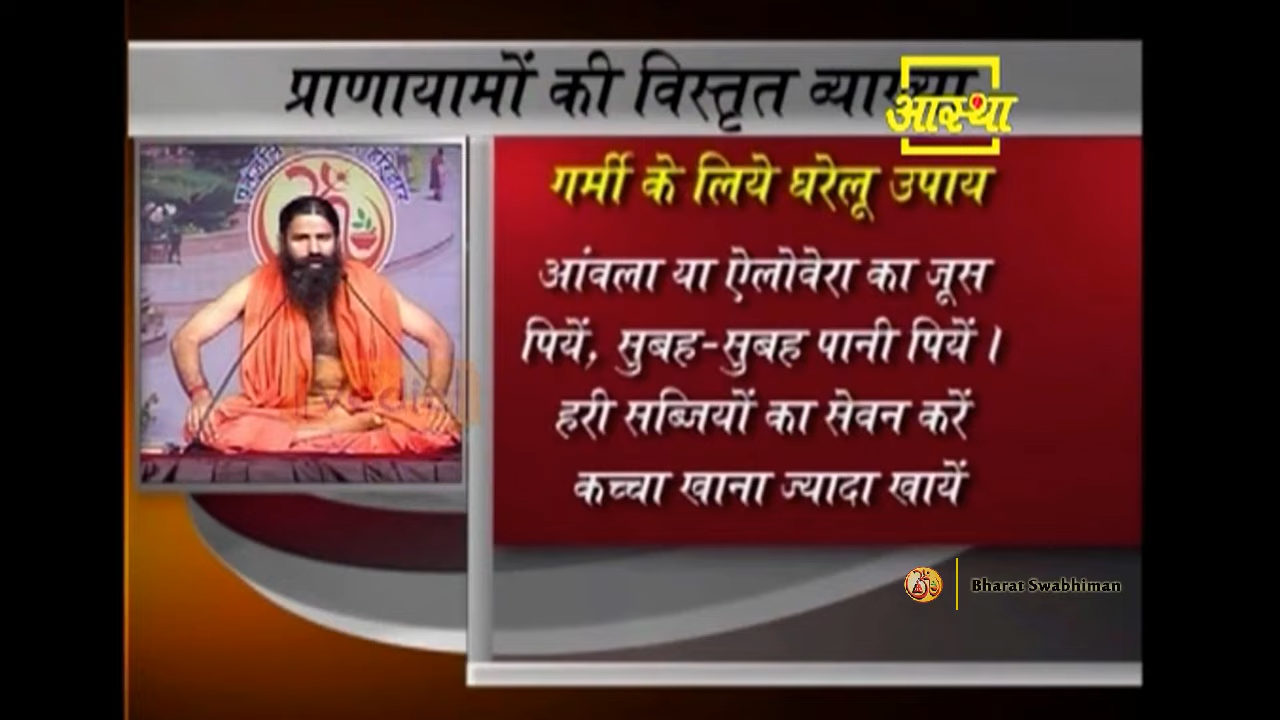 प्राणायामों की विस्तृत व्याख्या
आस्था
गर्मी के लिये घरेलू उपाय
आंवला या ऐलोवेरा का जूस
पियें, सुबह-सुबह पानी पियें ।
हरी सब्जियों का सेवन करें
कच्चा खाना ज्यादा खायें
Bharat Swabhiman